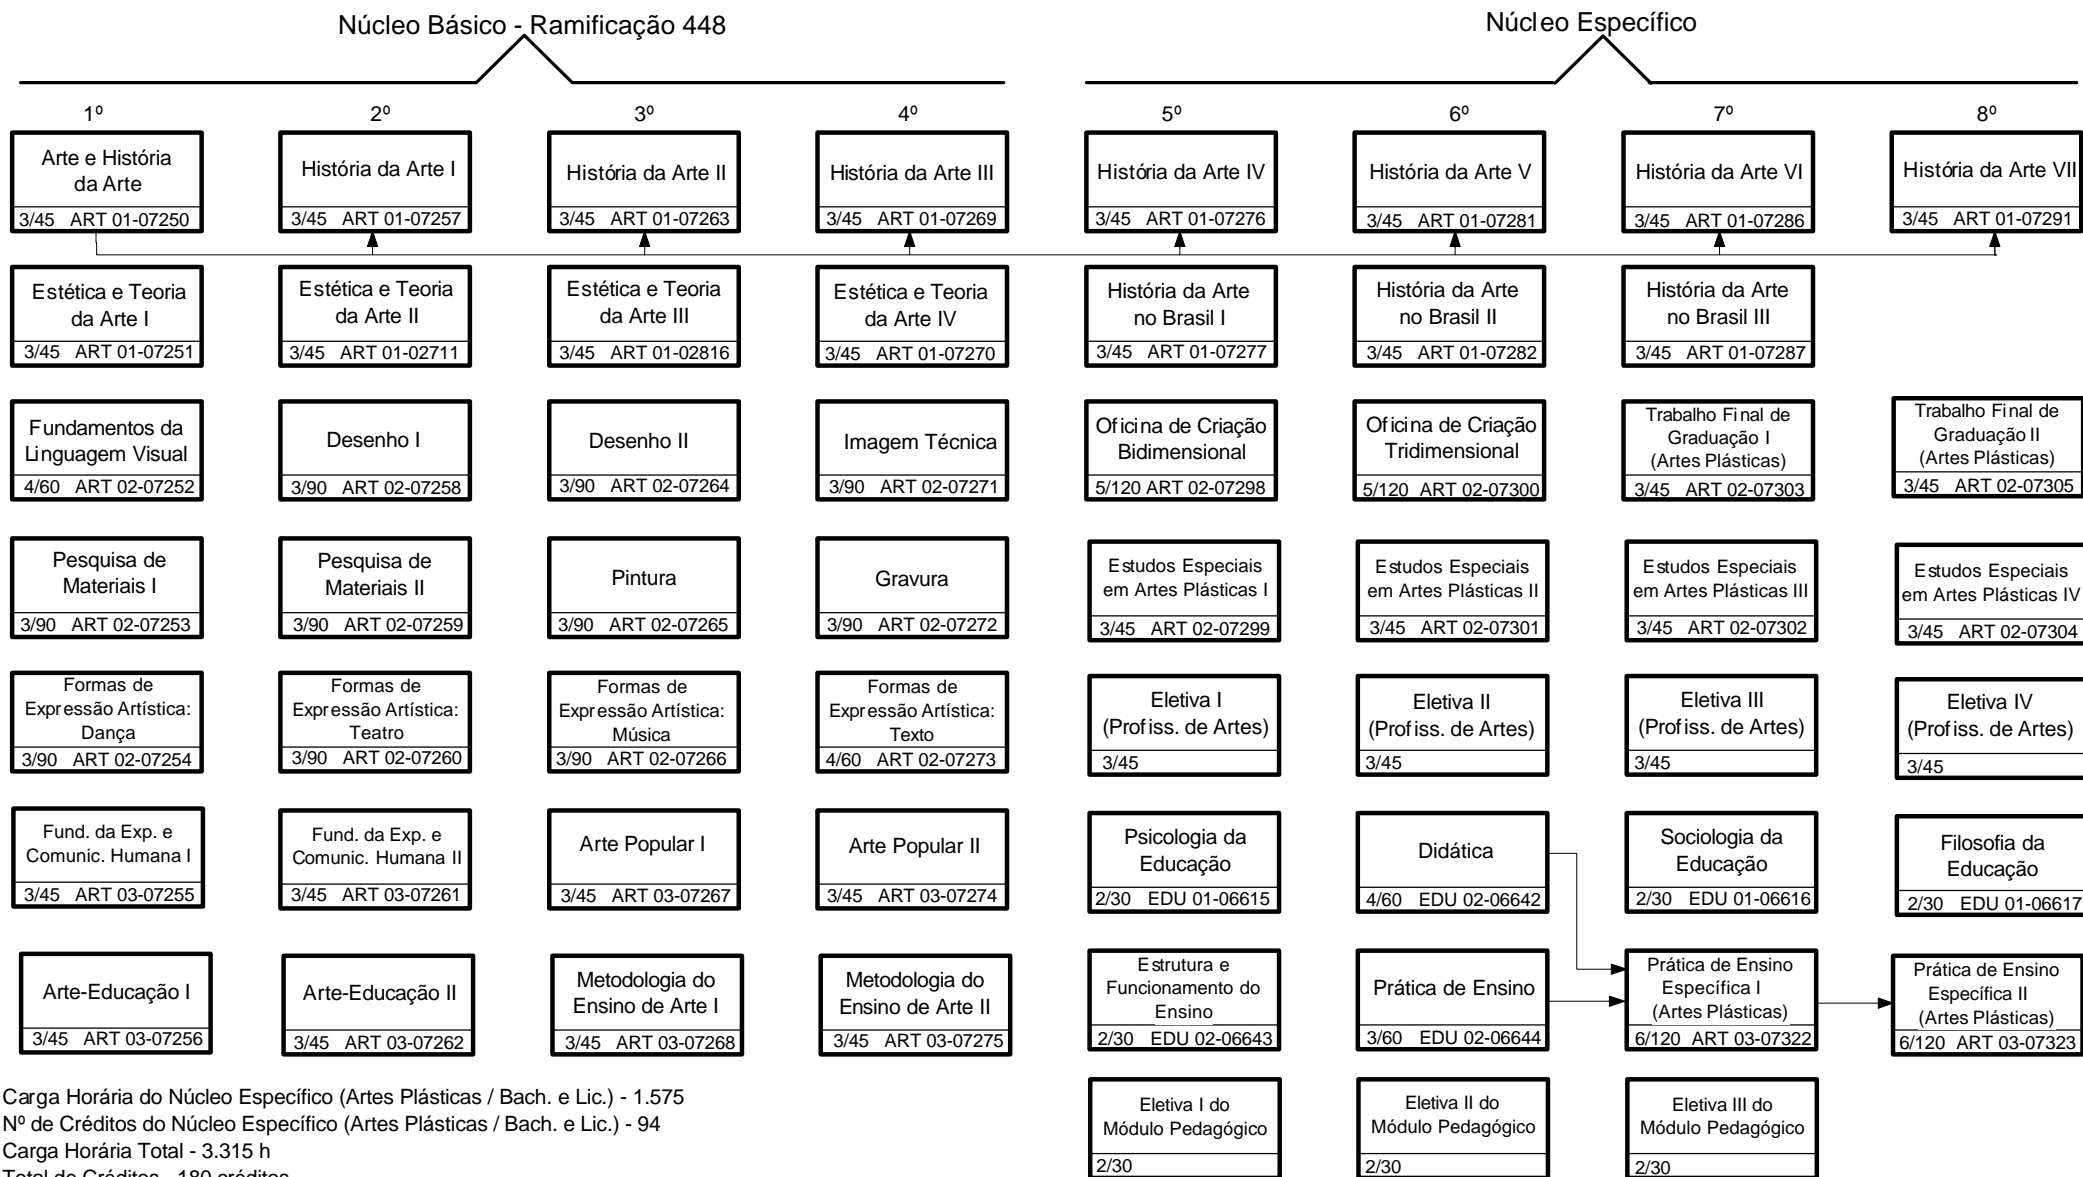 Núcleo Básico - Ramificação 448
Núcleo Específico
1º 2º 3º 4º 5º 6º 7º 8º
Arte e História
da Arte
3/45 ART 01-07250
História da Arte I
3/45 ART 01-07257
História da Arte II
3/45 ART 01-07263
História da Arte III
3/45 ART 01-07269
História da Arte IV
3/45 ART 01-07276
História da Arte V
3/45 ART 01-07281
História da Arte VI
3/45 ART 01-07286
História da Arte VII
3/45 ART 01-07291
Estética e Teoria
da Arte I
3/45 ART 01-07251
Estética e Teoria
da Arte II
3/45 ART 01-02711
Estética e Teoria
da Arte III
3/45 ART 01-02816
Estética e Teoria
da Arte IV
3/45 ART 01-07270
História da Arte
no Brasil I
3/45 ART 01-07277
História da Arte
no Brasil II
3/45 ART 01-07282
História da Arte
no Brasil III
3/45 ART 01-07287
Fundamentos da
Linguagem Visual
4/60 ART 02-07252
Desenho I
3/90 ART 02-07258
Desenho II
3/90 ART 02-07264
Imagem Técnica
3/90 ART 02-07271
Oficina de Criação
Bidimensional
5/120 ART 02-07298
Oficina de Criação
Tridimensional
5/120 ART 02-07300
Trabalho Final de
Graduação I
(Artes Plásticas)
3/45 ART 02-07303
Trabalho Final de
Graduação II
(Artes Plásticas)
3/45 ART 02-07305
Pesquisa de
Materiais I
3/90 ART 02-07253
Pesquisa de
Materiais II
3/90 ART 02-07259
Pintura
3/90 ART 02-07265
Gravura
3/90 ART 02-07272
Estudos Especiais
em Artes Plásticas I
3/45 ART 02-07299
Estudos Especiais
em Artes Plásticas II
3/45 ART 02-07301
Estudos Especiais
em Artes Plásticas III
3/45 ART 02-07302
Estudos Especiais
em Artes Plásticas IV
3/45 ART 02-07304
Formas de
Expressão Artística:
Dança
3/90 ART 02-07254
Formas de
Expressão Artística:
Teatro
3/90 ART 02-07260
Formas de
Expressão Artística:
Música
3/90 ART 02-07266
Formas de
Expressão Artística:
Texto
4/60 ART 02-07273
Eletiva I
(Profiss. de Artes)
3/45
Eletiva II
(Profiss. de Artes)
3/45
Eletiva III
(Profiss. de Artes)
3/45
Eletiva IV
(Profiss. de Artes)
3/45
Fund. da Exp. e
Comunic. Humana I
3/45 ART 03-07255
Fund. da Exp. e
Comunic. Humana II
3/45 ART 03-07261
Arte Popular I
3/45 ART 03-07267
Arte Popular II
3/45 ART 03-07274
Psicologia da
Educação
2/30 EDU 01-06615
Didática
4/60 EDU 02-06642
Sociologia da
Educação
2/30 EDU 01-06616
Filosofia da
Educação
2/30 EDU 01-06617
Arte-Educação I
3/45 ART 03-07256
Arte-Educação II
3/45 ART 03-07262
Metodologia do
Ensino de Arte I
3/45 ART 03-07268
Metodologia do
Ensino de Arte II
3/45 ART 03-07275
Estrutura e
Funcionamento do
Ensino
2/30 EDU 02-06643
Prática de Ensino
3/60 EDU 02-06644
Prática de Ensino
Específica I
(Artes Plásticas)
6/120 ART 03-07322
Prática de Ensino
Específica II
(Artes Plásticas)
6/120 ART 03-07323
Eletiva I do
Módulo Pedagógico
2/30
Eletiva II do
Módulo Pedagógico
2/30
Eletiva III do
Módulo Pedagógico
2/30
Carga Horária do Núcleo Específico (Artes Plásticas / Bach. e Lic.) - 1.575
Nº de Créditos do Núcleo Específico (Artes Plásticas / Bach. e Lic.) - 94
Carga Horária Total - 3.315 h
Total de Créditos - 180 créditos